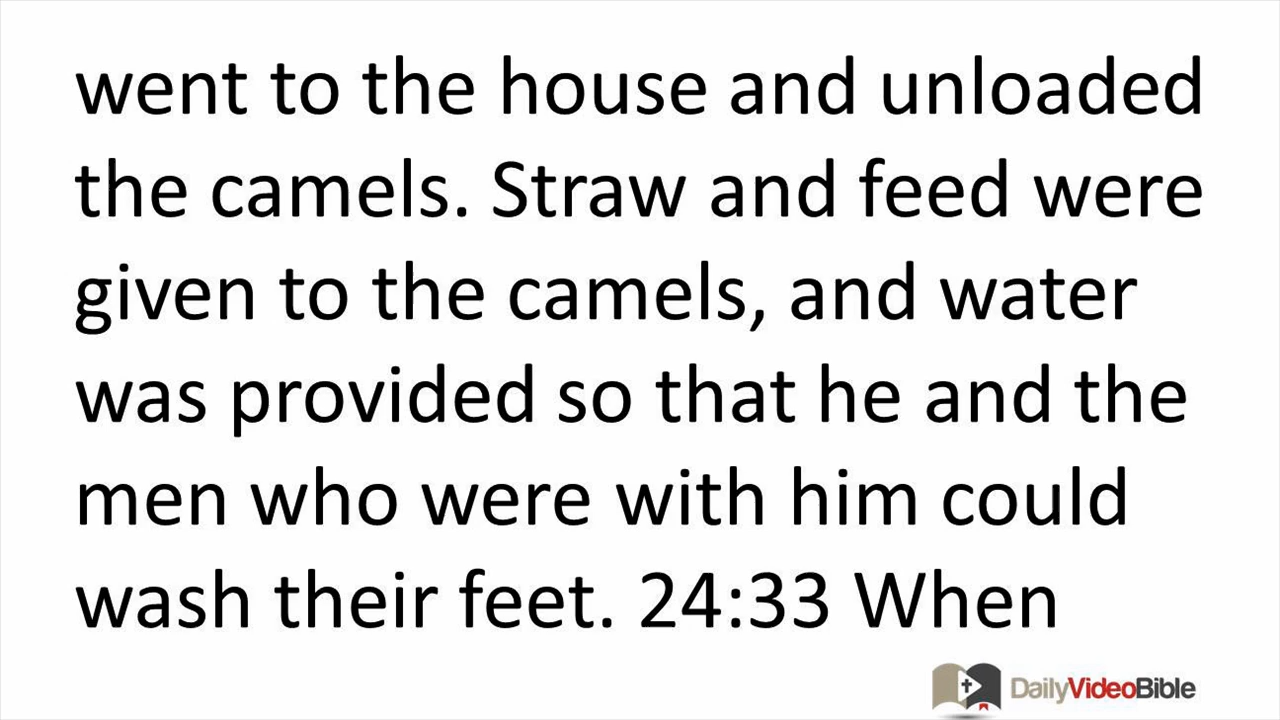 went to the house and unloaded
the camels. Straw and feed were
given to the camels, and water
was provided so that he and the
men who were with him could
wash their feet. 24:33 When
DailyVideoBible